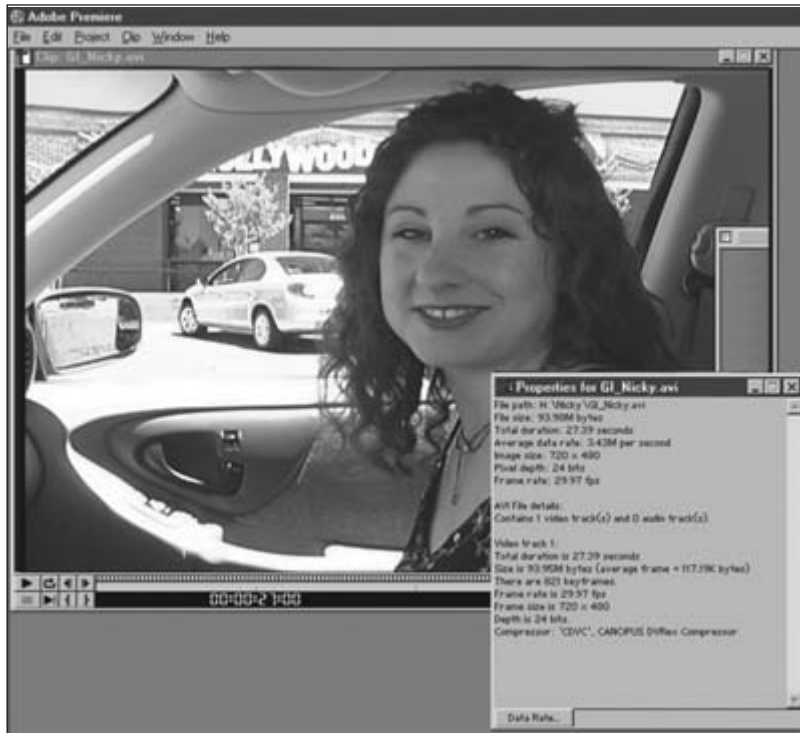 Adobe Premiere
File Edit Project Clip Window Help
Clip: GI_Nicky.avi
OLLYWOOD
00:00:27:00
Properties for GI_Nicky.avi
File path: H:\Nicky\GI_Nicky.avi
File size: 93.98M bytes
Total duration: 27.39 seconds
Average data rate: 3.43M per second
Image size: 720 x 480
Pixel depth: 24 bits
Frame rate: 29.97 fps
AVI File details:
Contains 1 video track(s) and 0 audio track(s).
Video track 1:
Total duration is 27.39 seconds
Size is 93.95M bytes (average frame = 117.19K bytes)
There are 821 keyframes.
Frame rate is 29.97 fps
Frame size is 720 x 480
Depth is 24 bits.
Compressor: 'CDVC', CANOPUS DVRex Compressor
Data Rate...